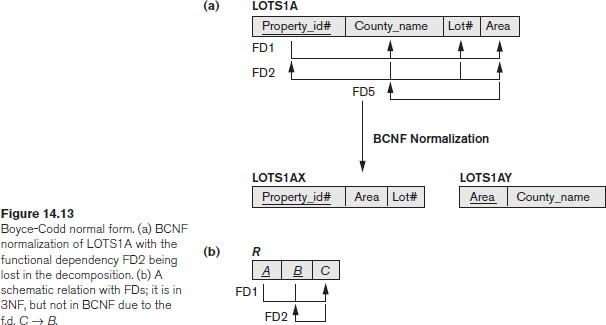 (a)
LOTS1A
Property_id# County_name Lot# Area
FD1
FD2
FD5
BCNF Normalization
LOTS1AX
Property_id# Area Lot#
LOTS1AY
Area County_name
Figure 14.13
Boyce-Codd normal form. (a) BCNF
normalization of LOTS1A with the
functional dependency FD2 being
lost in the decomposition. (b) A
schematic relation with FDs; it is in
3NF, but not in BCNF due to the
f.d. C → B.
(b)
R
A B C
FD1
FD2